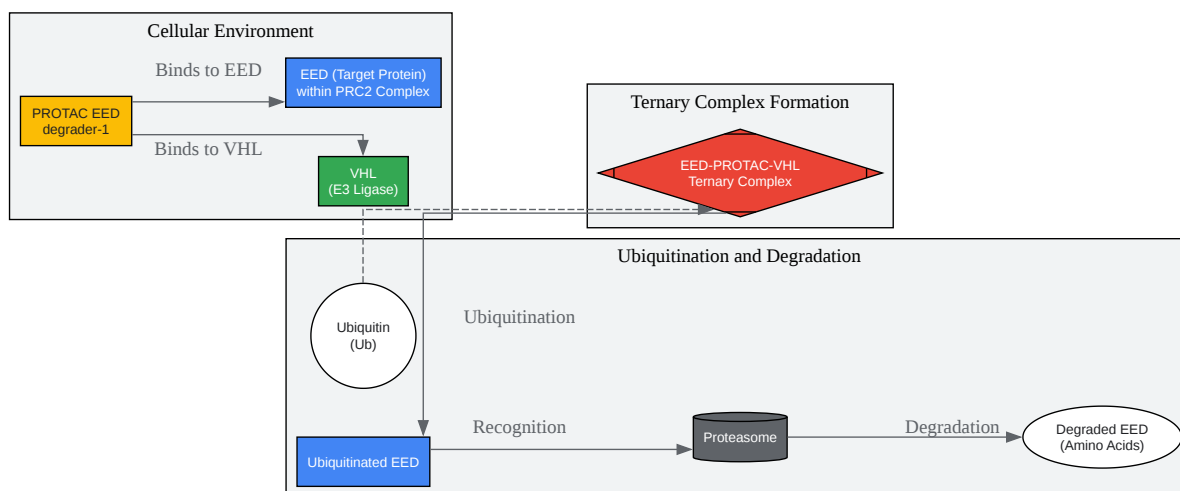 Cellular Environment
Binds to EED
EED (Target Protein)
within PRC2 Complex
PROTAC EED
degrader-1
Binds to VHL
VHL
(E3 Ligase)
Ternary Complex Formation
EED-PROTAC-VHL
Ternary Complex
Ubiquitination and Degradation
Ubiquitin
(Ub)
Ubiquitination
Ubiquitinated EED
Recognition
Proteasome
Degradation
Degraded EED
(Amino Acids)